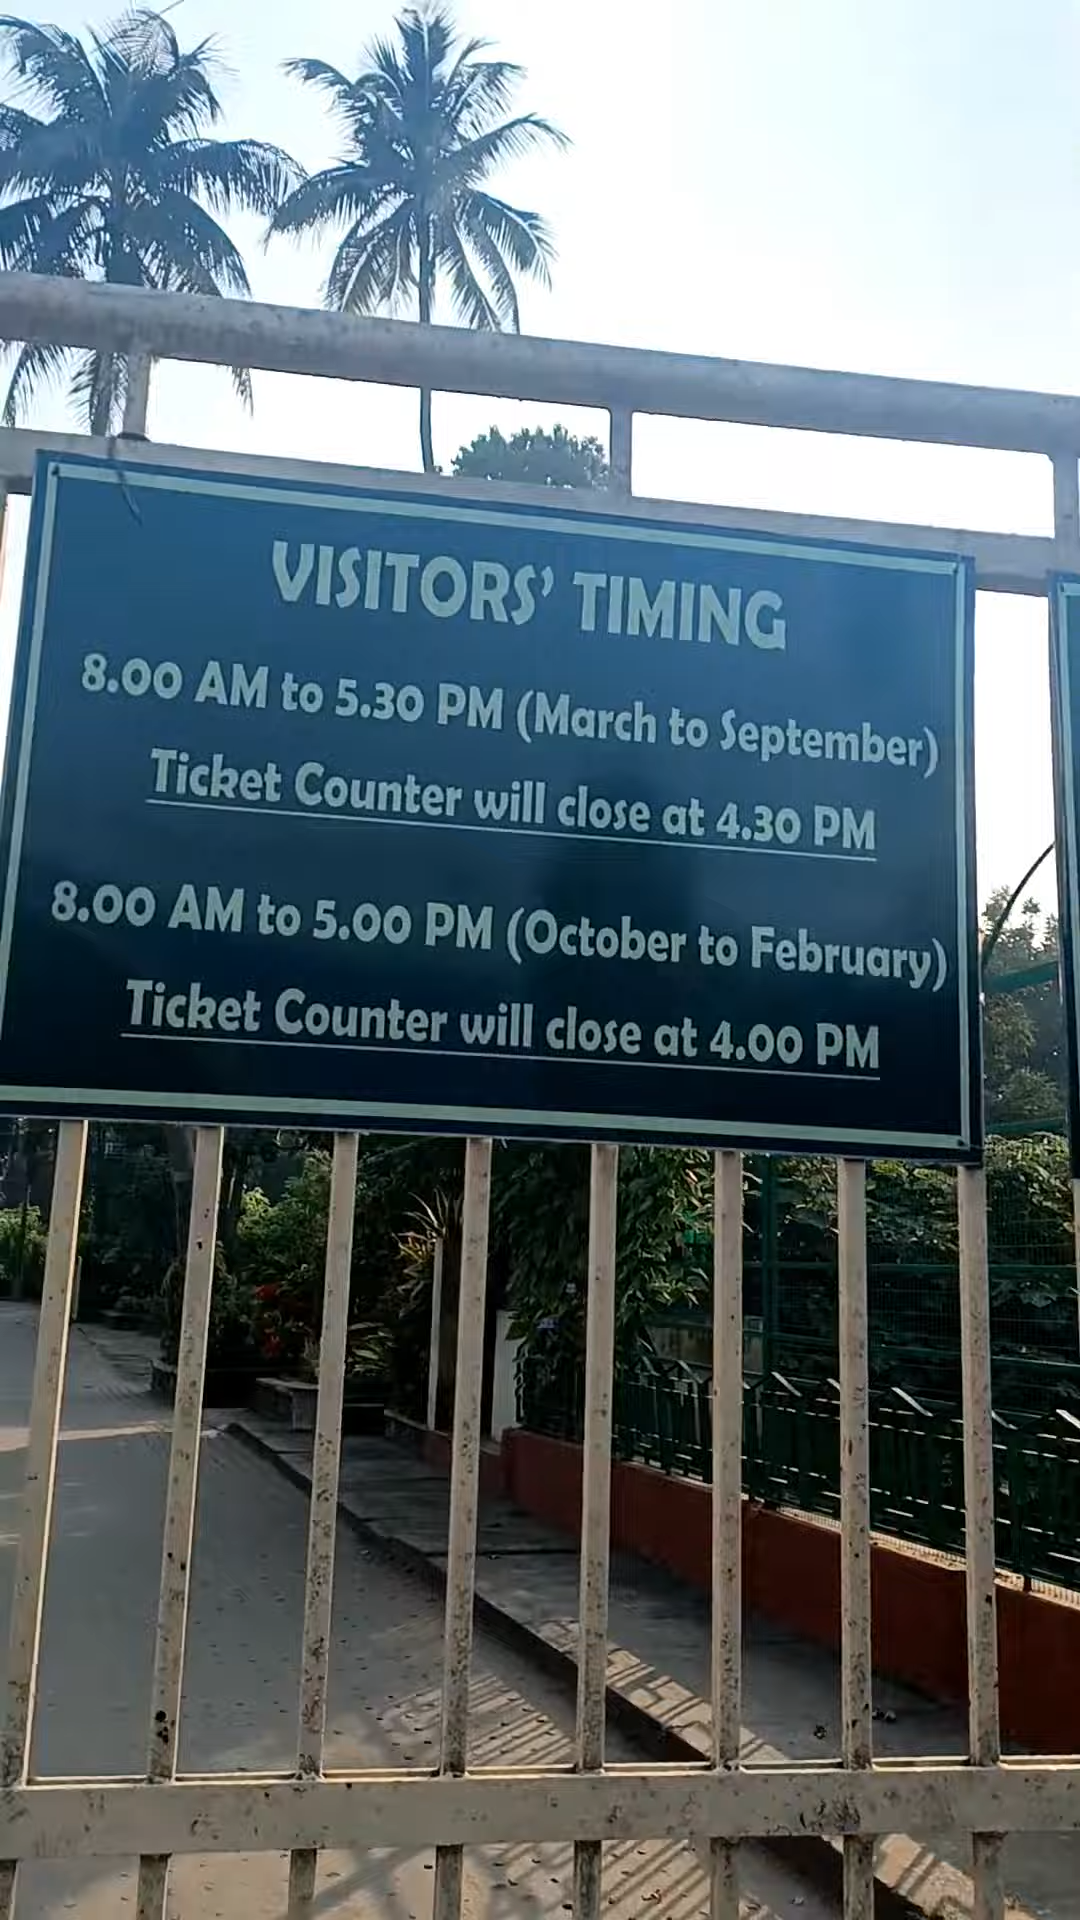 VISITORS' TIMING
8.00 AM to 5.30 PM (March to September)
Ticket Counter will close at 4.30 PM
8.00 AM to 5.00 PM (October to February)
Ticket Counter will close at 4.00 PM